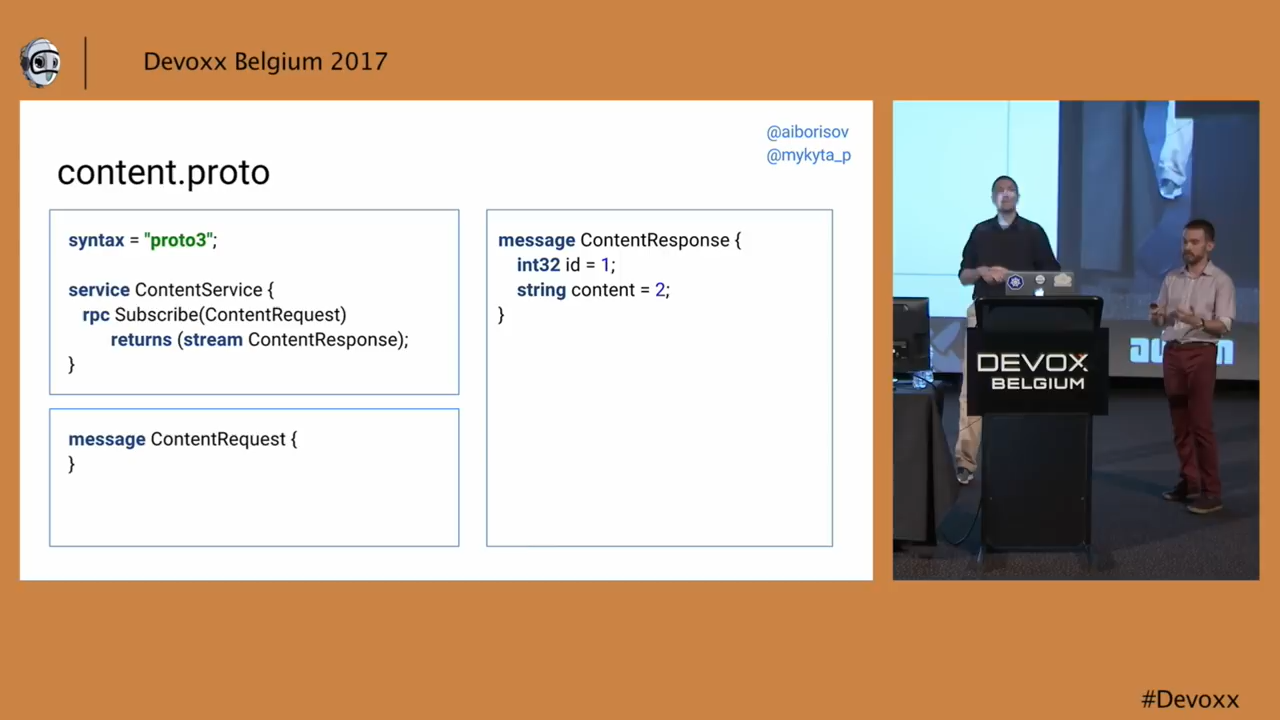 Devoxx Belgium 2017
@aiborisov
@mykyta_p
content.proto
syntax = "proto3";
service ContentService {
rpc Subscribe(ContentRequest)
returns (stream ContentResponse);
}
message ContentRequest {
}
message ContentResponse {
int32 id = 1;
string content = 2;
}
DEVOXX
BELGIUM
#Devoxx